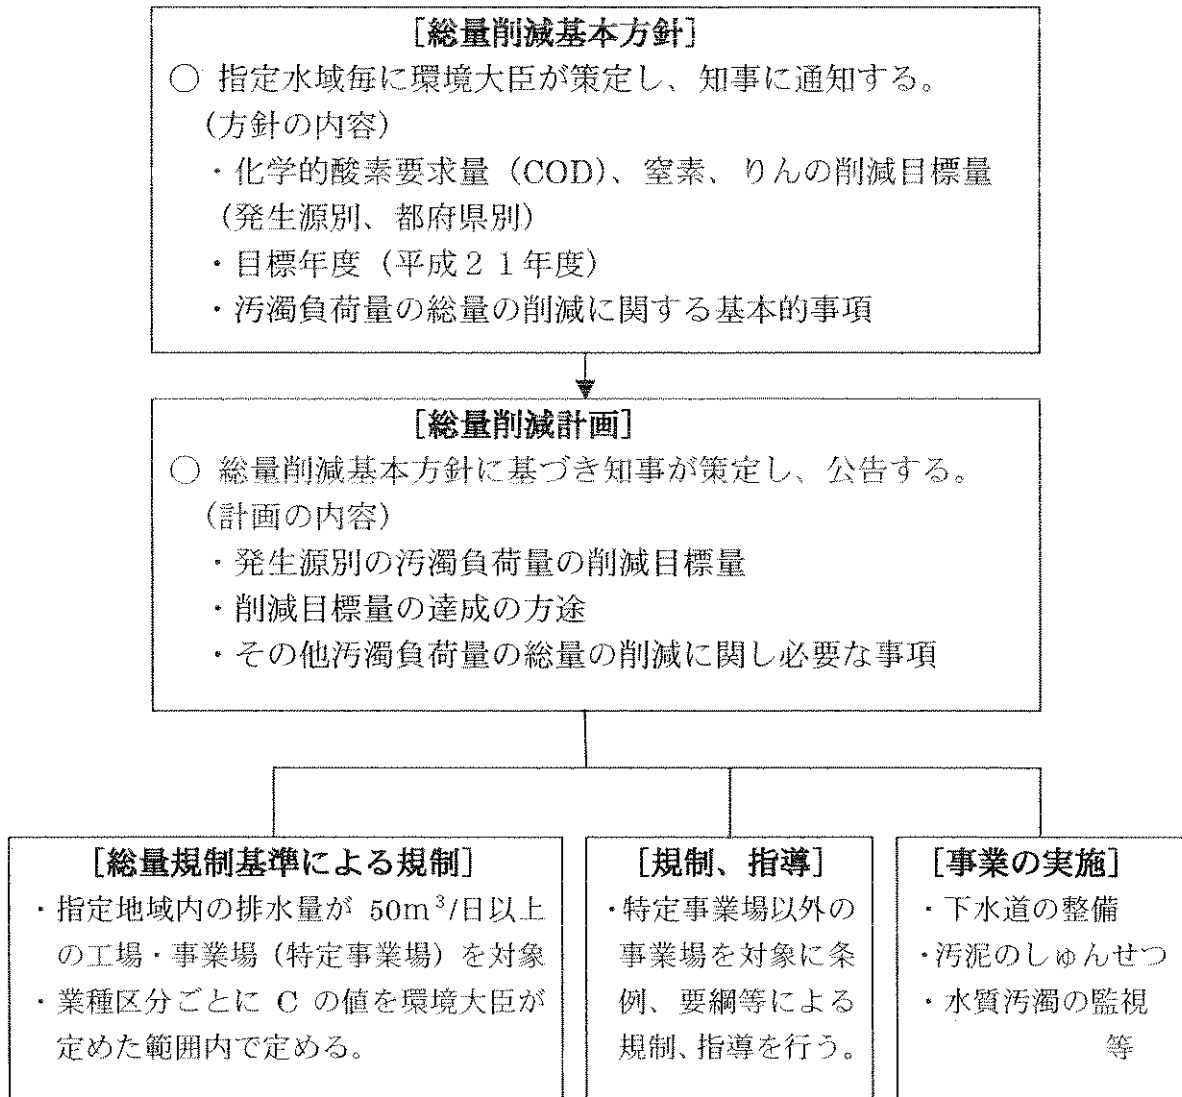 [総量削減基本方針]
○ 指定水域毎に環境大臣が策定し、知事に通知する。
(方針の内容)
・化学的酸素要求量（COD）、窒素、りんの削減目標量
(発生源別、都府県別)
・目標年度（平成２１年度）
・汚濁負荷量の総量の削減に関する基本的事項
[総量削減計画]
○ 総量削減基本方針に基づき知事が策定し、公告する。
(計画の内容)
・発生源別の汚濁負荷量の削減目標量
・削減目標量の達成の方途
・その他汚濁負荷量の総量の削減に関し必要な事項
[総量規制基準による規制]
・指定地域内の排水量が 50m³/日以上
の工場・事業場（特定事業場）を対象
・業種区分ごとに C の値を環境大臣が
定めた範囲内で定める。
[規制、指導]
・特定事業場以外の
事業場を対象に条
例、要綱等による
規制、指導を行う。
[事業の実施]
・下水道の整備
・汚泥のしゅんせつ
・水質汚濁の監視
等